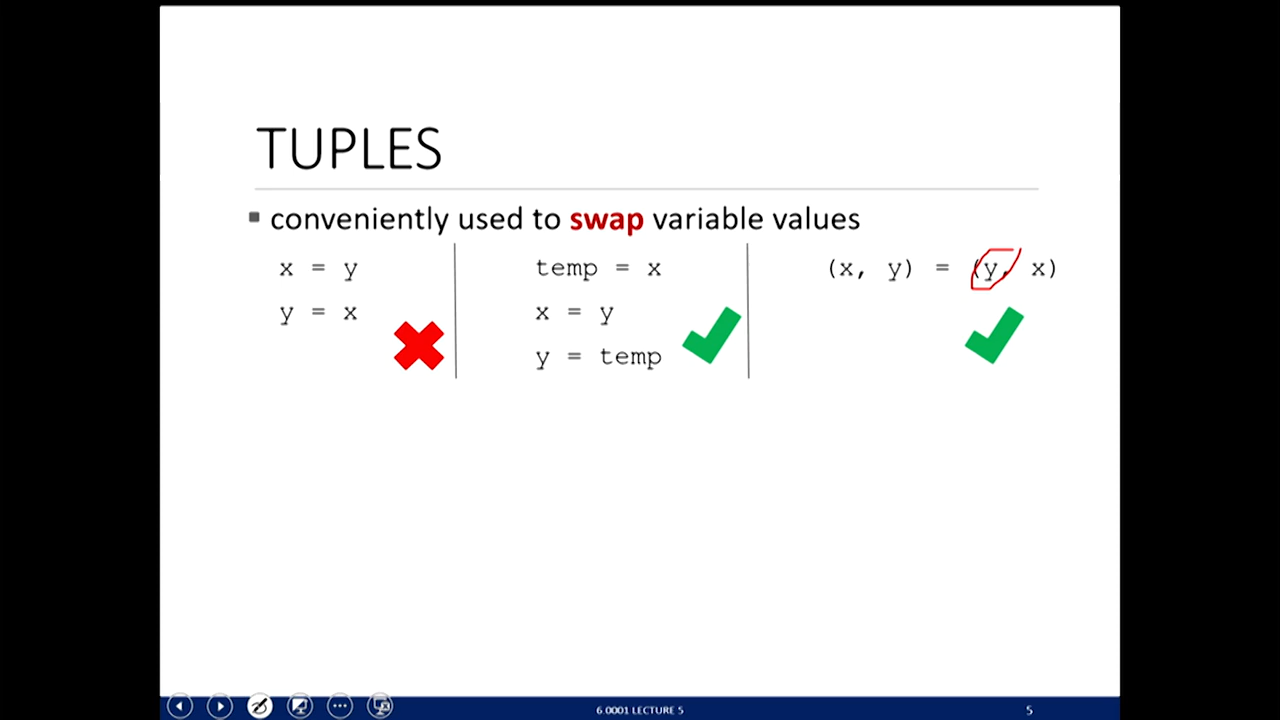 TUPLES
conveniently used to swap variable values
x = y
y = x
temp = x
x = y
y = temp
(x, y) = (y, x)
6.0001 LECTURE 5
5